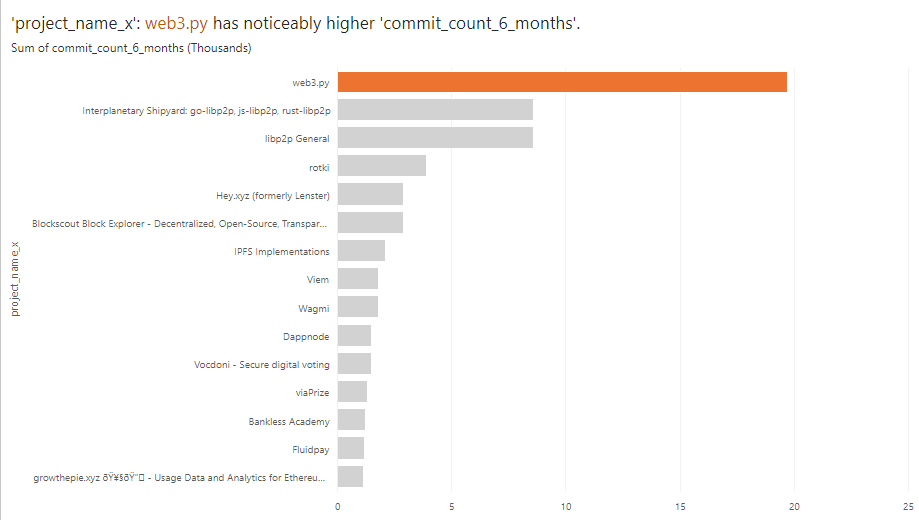 'project_name_x': web3.py has noticeably higher 'commit_count_6_months'.
Sum of commit_count_6_months (Thousands)
project_name_x
web3.py
Interplanetary Shipyard: go-libp2p, js-libp2p, rust-libp2p
libp2p General
rotki
Hey.xyz (formerly Lenster)
Blockscout Block Explorer - Decentralized, Open-Source, Transpar...
IPFS Implementations
Viem
Wagmi
Dappnode
Vocdoni - Secure digital voting
viaPrize
Bankless Academy
Fluidpay
growthepie.xyz ðŸ¥§ðŸ“□ - Usage Data and Analytics for Ethereu...
0 5 10 15 20 25